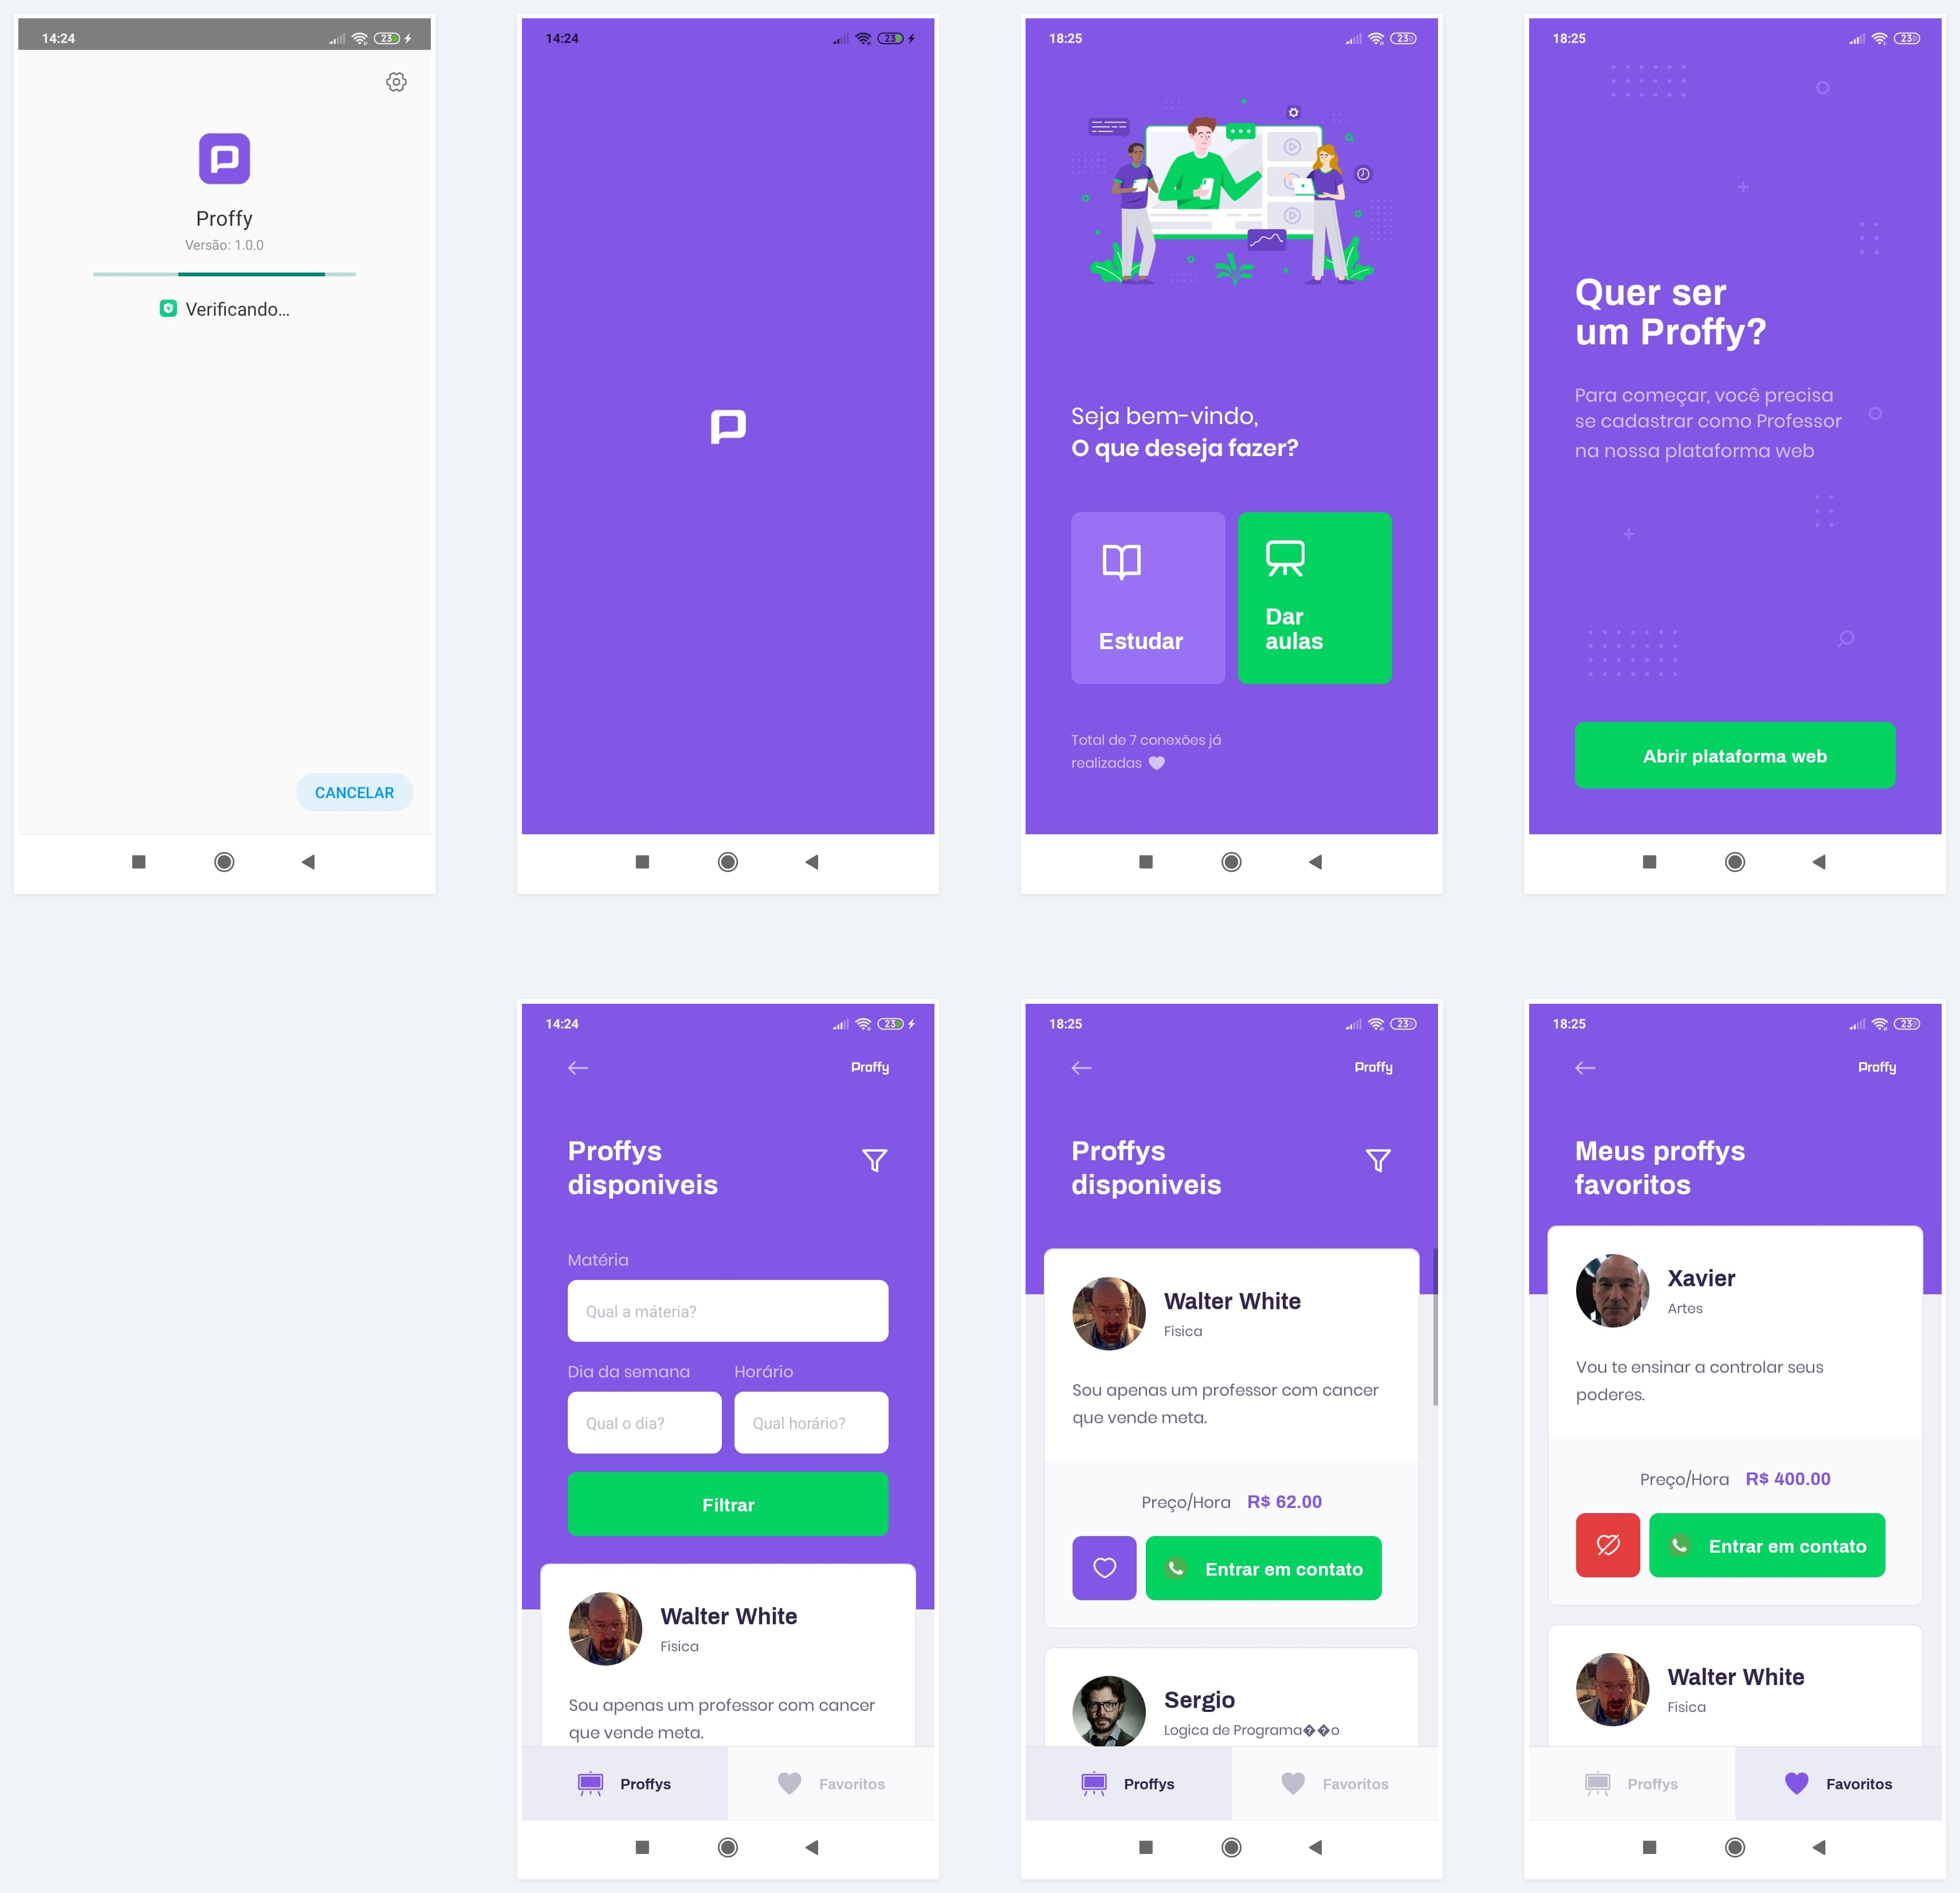 14:24
23
Proffy
Versão: 1.0.0
Verificando...
CANCELAR
14:24
23
18:25
23
Seja bem-vindo,
O que deseja fazer?
Estudar
Dar
aulas
Total de 7 conexões já
realizadas
18:25
23
Quer ser
um Proffy?
Para começar, você precisa
se cadastrar como Professor
na nossa plataforma web
Abrir plataforma web
14:24
23
Proffy
Proffys
disponiveis
Matéria
Qual a máteria?
Dia da semana
Horário
Qual o dia?
Qual horário?
Filtrar
Walter White
Fisica
Sou apenas um professor com cancer
que vende meta.
Proffys
Favoritos
18:25
23
Proffy
Proffys
disponiveis
Walter White
Fisica
Sou apenas um professor com cancer
que vende meta.
Preço/Hora R$ 62.00
Entrar em contato
Sergio
Logica de Programa��o
Proffys
Favoritos
18:25
23
Proffy
Meus proffys
favoritos
Xavier
Artes
Vou te ensinar a controlar seus
poderes.
Preço/Hora R$ 400.00
Entrar em contato
Walter White
Fisica
Proffys
Favoritos